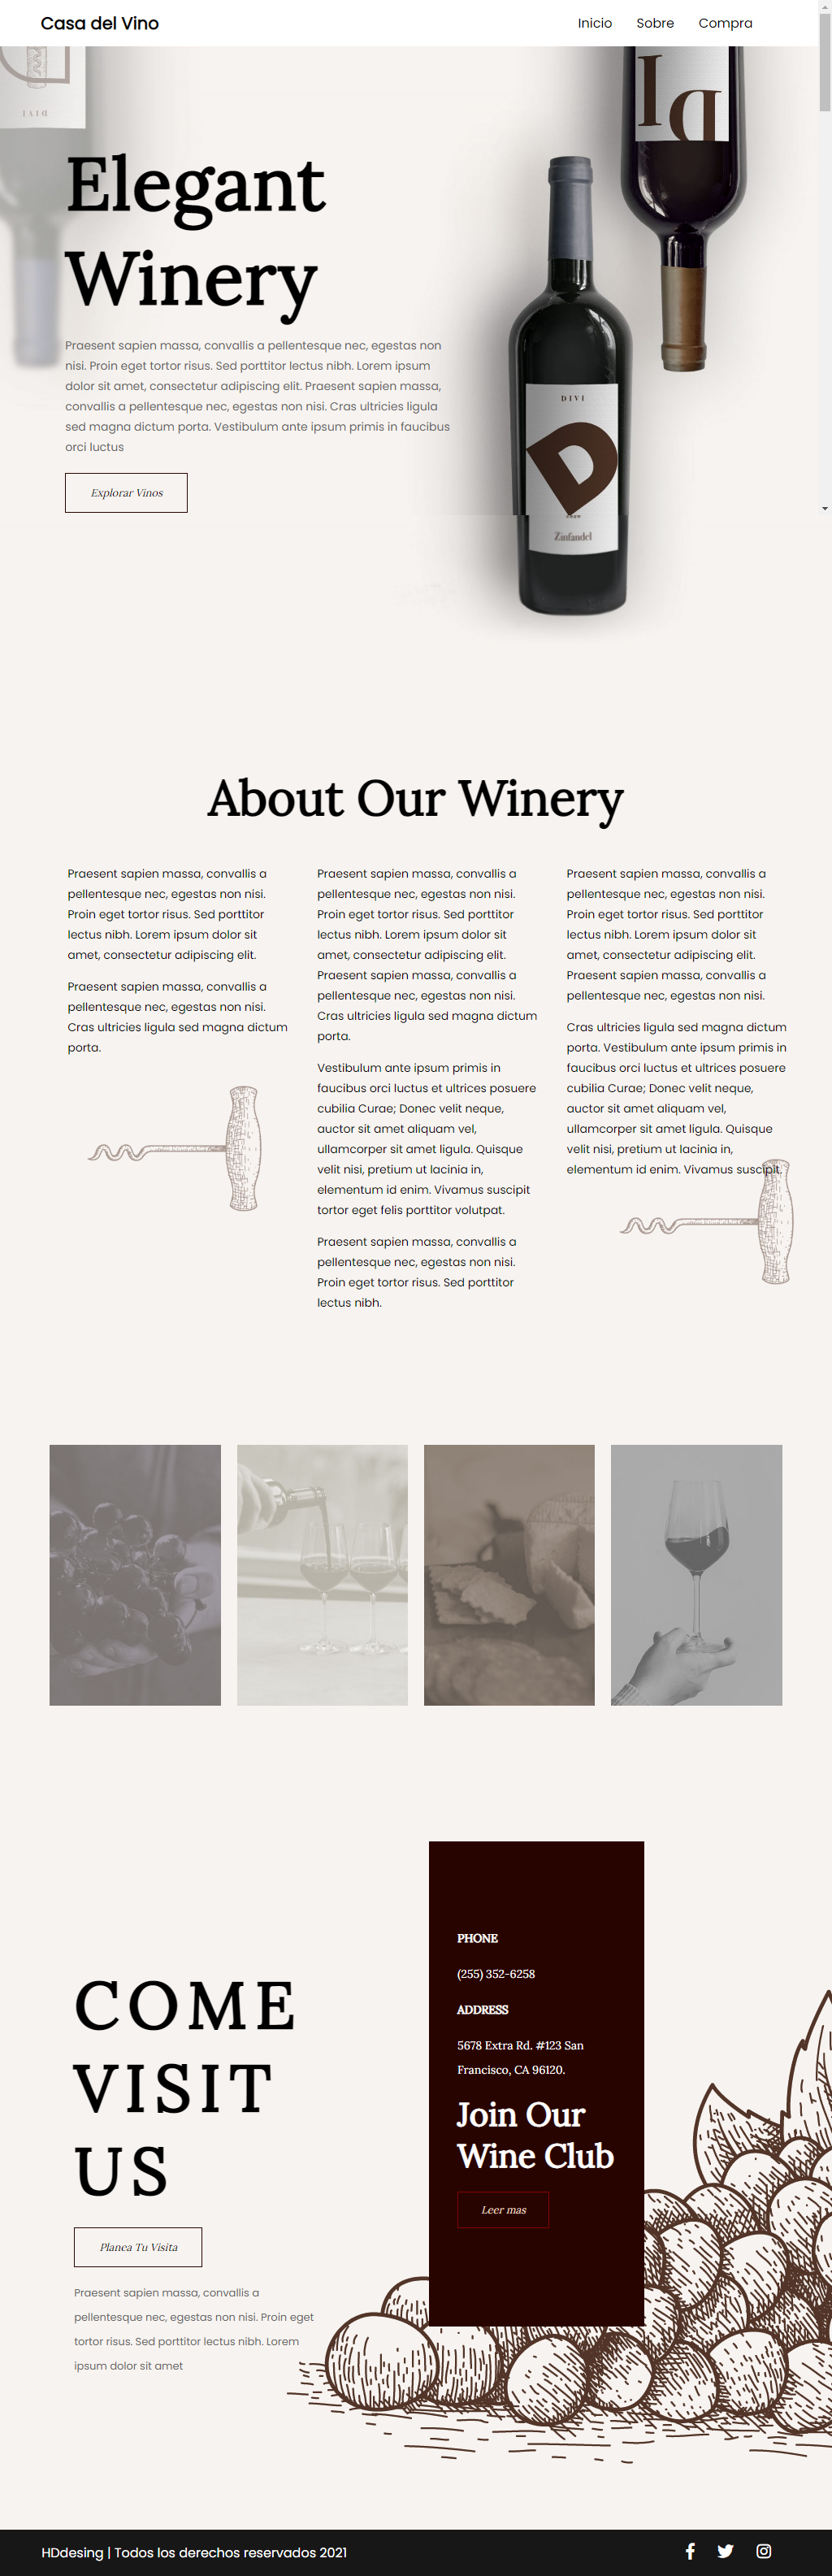 Casa del Vino
Inicio Sobre Compra
DIVI
Elegant
Winery
Praesent sapien massa, convallis a pellentesque nec, egestas non
nisi. Proin eget tortor risus. Sed porttitor lectus nibh. Lorem ipsum
dolor sit amet, consectetur adipiscing elit. Praesent sapien massa,
convallis a pellentesque nec, egestas non nisi. Cras ultricies ligula
sed magna dictum porta. Vestibulum ante ipsum primis in faucibus
orci luctus
Explorar Vinos
DIVI
D
Zinfandel
About Our Winery
Praesent sapien massa, convallis a
pellentesque nec, egestas non nisi.
Proin eget tortor risus. Sed porttitor
lectus nibh. Lorem ipsum dolor sit
amet, consectetur adipiscing elit.
Praesent sapien massa, convallis a
pellentesque nec, egestas non nisi.
Cras ultricies ligula sed magna dictum
porta.
Praesent sapien massa, convallis a
pellentesque nec, egestas non nisi.
Proin eget tortor risus. Sed porttitor
lectus nibh. Lorem ipsum dolor sit
amet, consectetur adipiscing elit.
Praesent sapien massa, convallis a
pellentesque nec, egestas non nisi.
Cras ultricies ligula sed magna dictum
porta.
Vestibulum ante ipsum primis in
faucibus orci luctus et ultrices posuere
cubilia Curae; Donec velit neque,
auctor sit amet aliquam vel,
ullamcorper sit amet ligula. Quisque
velit nisi, pretium ut lacinia in,
elementum id enim. Vivamus suscipit
tortor eget felis porttitor volutpat.
Praesent sapien massa, convallis a
pellentesque nec, egestas non nisi.
Proin eget tortor risus. Sed porttitor
lectus nibh.
Praesent sapien massa, convallis a
pellentesque nec, egestas non nisi.
Proin eget tortor risus. Sed porttitor
lectus nibh. Lorem ipsum dolor sit
amet, consectetur adipiscing elit.
Praesent sapien massa, convallis a
pellentesque nec, egestas non nisi.
Cras ultricies ligula sed magna dictum
porta. Vestibulum ante ipsum primis in
faucibus orci luctus et ultrices posuere
cubilia Curae; Donec velit neque,
auctor sit amet aliquam vel,
ullamcorper sit amet ligula. Quisque
velit nisi, pretium ut lacinia in,
elementum id enim. Vivamus suscipit.
COME
VISIT
US
Planea Tu Visita
Praesent sapien massa, convallis a
pellentesque nec, egestas non nisi. Proin eget
tortor risus. Sed porttitor lectus nibh. Lorem
ipsum dolor sit amet
PHONE
(255) 352-6258
ADDRESS
5678 Extra Rd. #123 San
Francisco, CA 96120.
Join Our
Wine Club
Leer mas
HDdesing | Todos los derechos reservados 2021